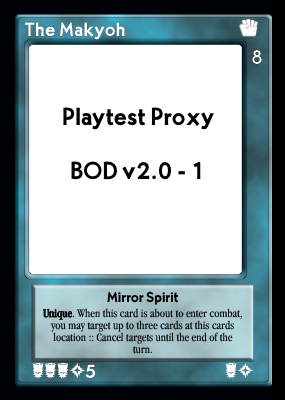 The Makyoh
8
Playtest Proxy
BOD v2.0 - 1
Mirror Spirit
Unique. When this card is about to enter combat,
you may target up to three cards at this cards
location :: Cancel targets until the end of the
turn.
5